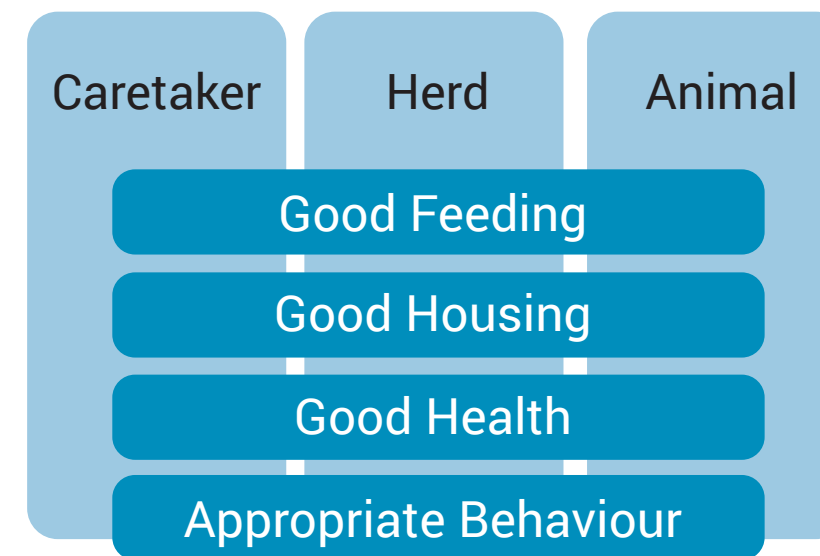 Caretaker Herd Animal
Good Feeding
Good Housing
Good Health
Appropriate Behaviour